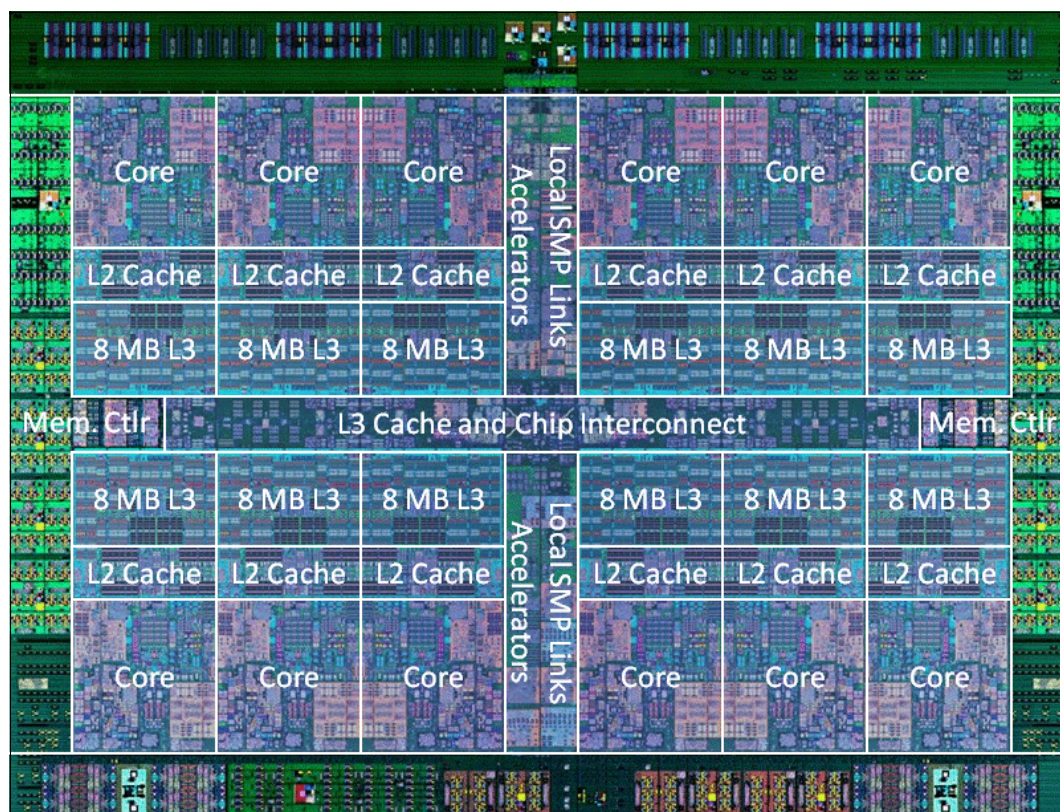 Core Core Core Core Core Core
Accelerators
Local SMP Links
L2 Cache L2 Cache L2 Cache L2 Cache L2 Cache L2 Cache
8 MB L3 8 MB L3 8 MB L3 8 MB L3 8 MB L3 8 MB L3
Mem. Ctlr L3 Cache and Chip Interconnect Mem. Ctlr
8 MB L3 8 MB L3 8 MB L3 8 MB L3 8 MB L3 8 MB L3
Accelerators
Local SMP Links
L2 Cache L2 Cache L2 Cache L2 Cache L2 Cache L2 Cache
Core Core Core Core Core Core